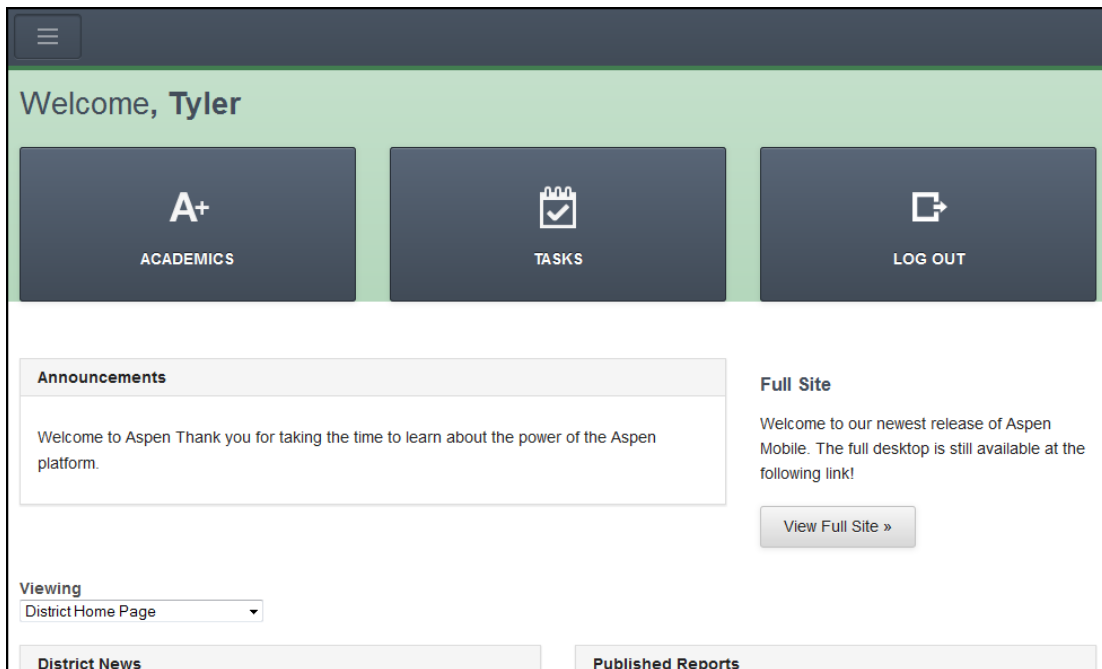 Welcome, Tyler
A+
ACADEMICS
TASKS
LOG OUT
Announcements
Welcome to Aspen Thank you for taking the time to learn about the power of the Aspen
platform.
Full Site
Welcome to our newest release of Aspen
Mobile. The full desktop is still available at the
following link!
View Full Site »
Viewing
District Home Page
District News
Published Reports